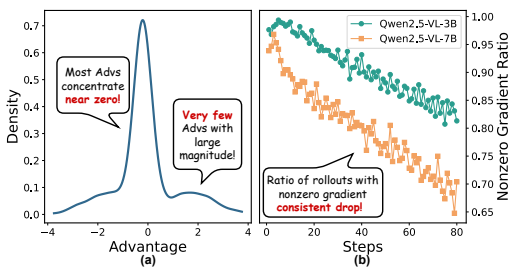 Density
0.7
0.6
0.5
0.4
0.3
0.2
0.1
0.0
Most Advs
concentrate
near zero!
Very few
Advs with
large
magnitude!
−4
−2
0
2
4
Advantage
(a)
Qwen2.5-VL-3B
Qwen2.5-VL-7B
Ratio of rollouts with
nonzero gradient
consistent drop!
0
20
40
60
80
Steps
(b)
1.00
0.95
0.90
0.85
0.80
0.75
0.70
0.65
Nonzero Gradient Ratio